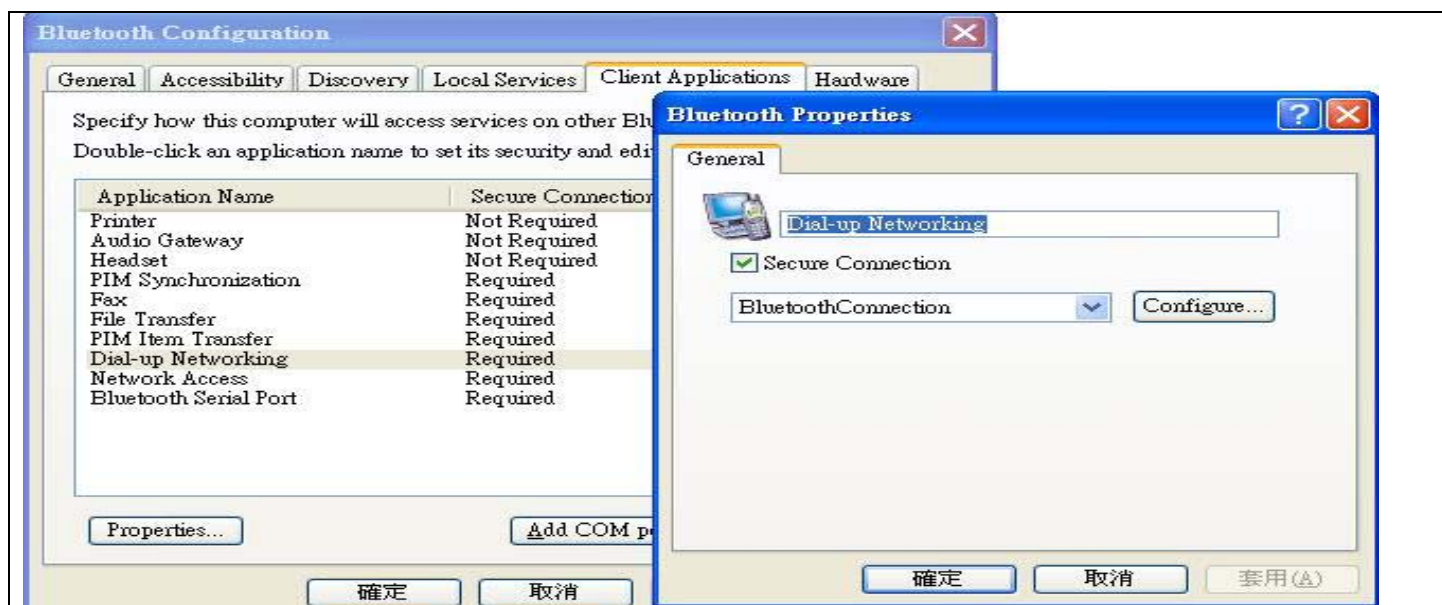 Bluetooth Configuration
General Accessibility Discovery Local Services Client Applications Hardware
Specify how this computer will access services on other
Double-click an application name to set its security and
Application Name Secure Connection
Printer Not Required
Audio Gateway Not Required
Headset Not Required
PIM Synchronization Required
Fax Required
File Transfer Required
PIM Item Transfer Required
Dial-up Networking Required
Network Access Required
Bluetooth Serial Port Required
Properties... Add COM
確定 取消
Bluetooth Properties
General
Dial-up Networking
Secure Connection
BluetoothConnection Configure...
確定 取消 套用(A)